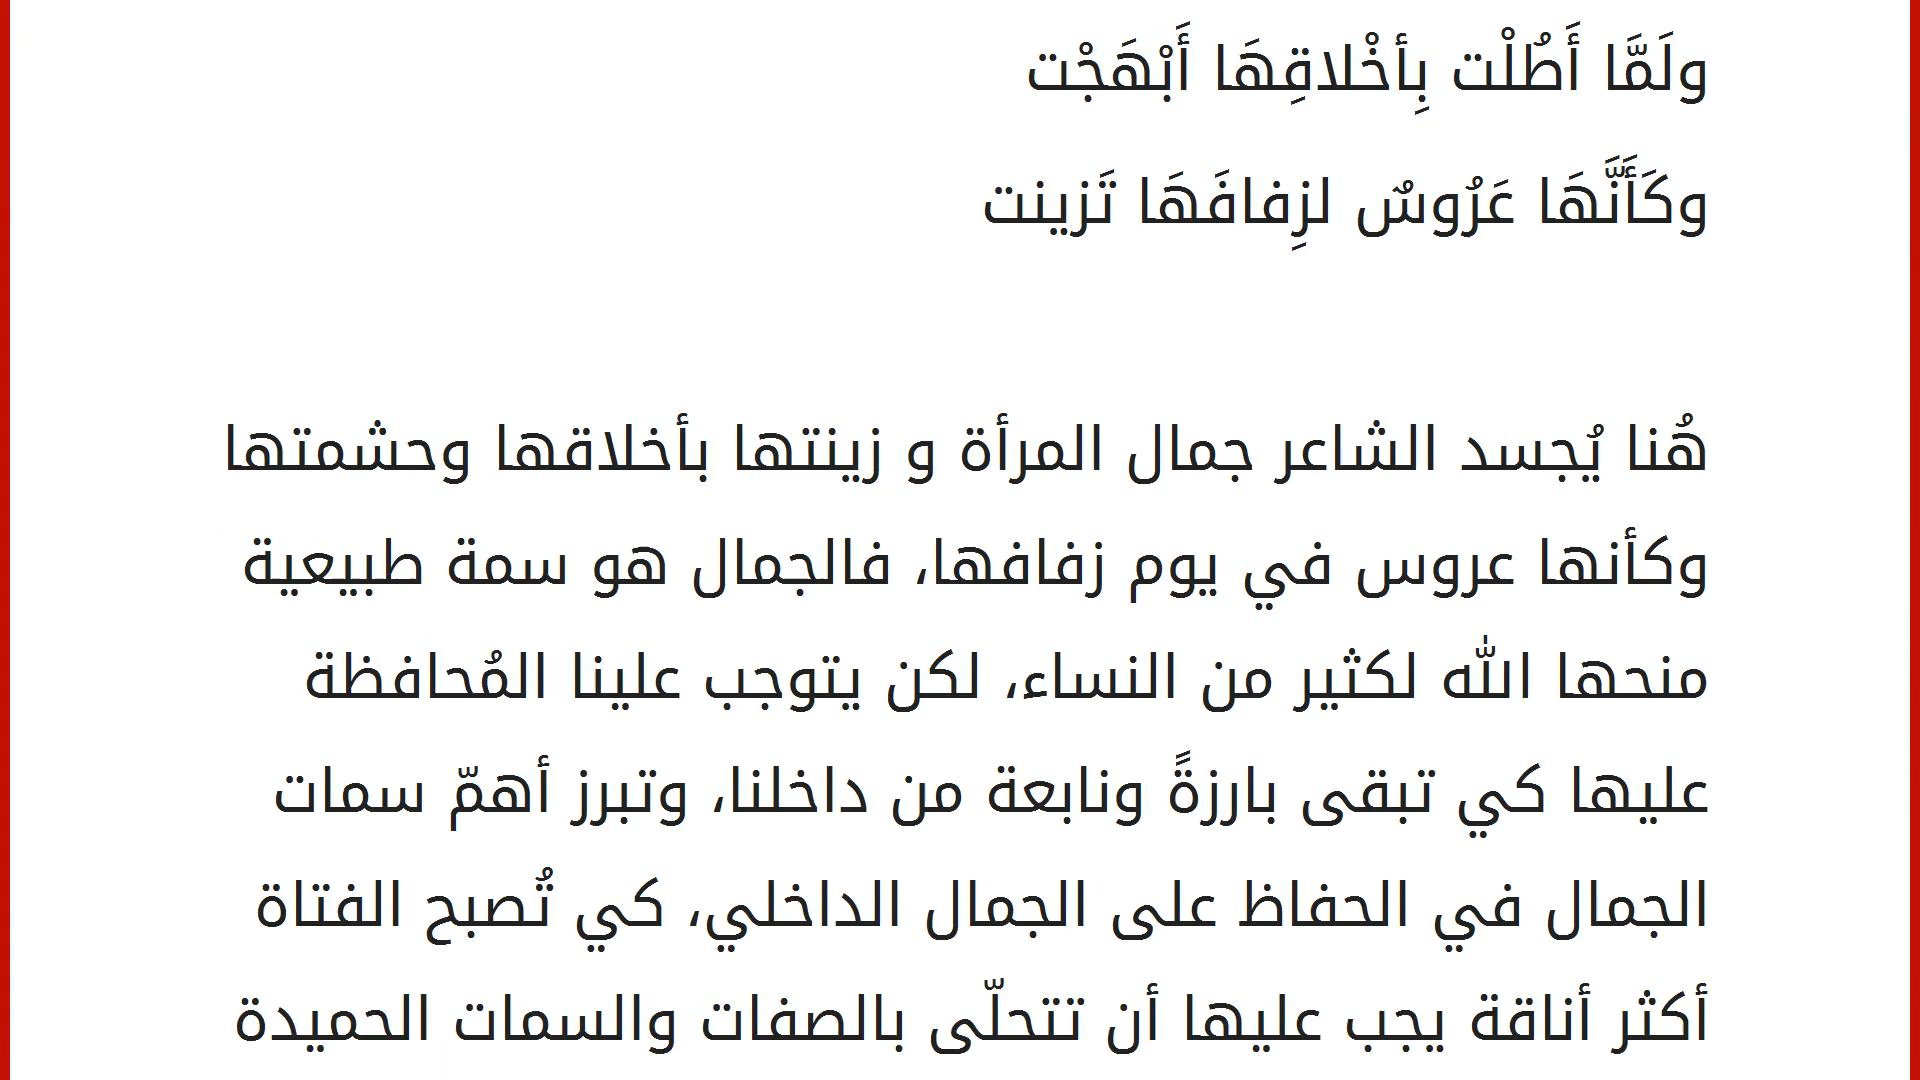 ولَمَّا أَطُلْت بِأخْلاقِهَا أَبْهَجْت
وكَأَنَّهَا عَرُوسٌ لزِفافَهَا تَزينت
هُنا يُجسد الشاعر جمال المرأة و زينتها بأخلاقها وحشمتها
وكأنها عروس في يوم زفافها، فالجمال هو سمة طبيعية
منحها الله لكثير من النساء، لكن يتوجب علينا المُحافظة
عليها كي تبقى بارزةً ونابعة من داخلنا، وتبرز أهمّ سمات
الجمال في الحفاظ على الجمال الداخلي، كي تُصبح الفتاة
أكثر أناقة يجب عليها أن تتحلّى بالصفات والسمات الحميدة